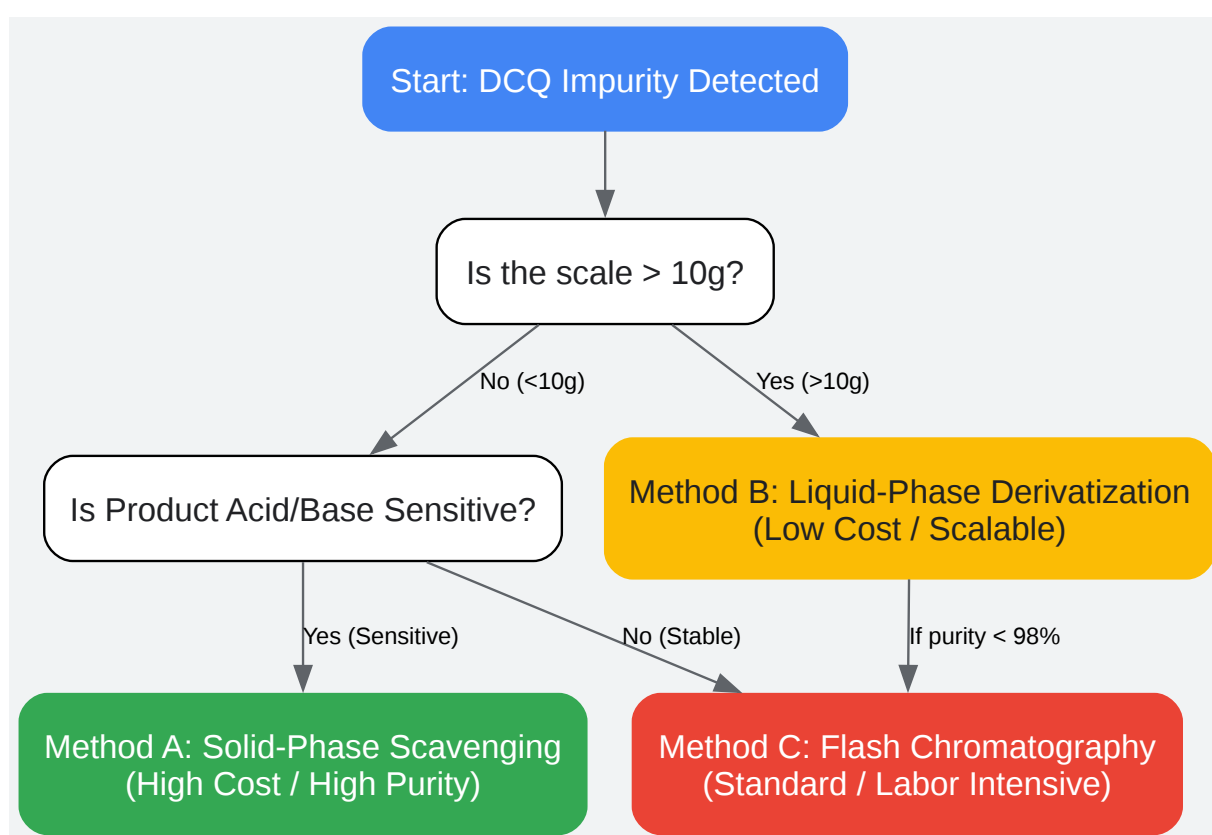 Start: DCQ Impurity Detected
Is the scale > 10g?
No (<10g)
Yes (>10g)
Is Product Acid/Base Sensitive?
Method B: Liquid-Phase Derivatization
(Low Cost / Scalable)
Yes (Sensitive)
No (Stable)
If purity < 98%
Method A: Solid-Phase Scavenging
(High Cost / High Purity)
Method C: Flash Chromatography
(Standard / Labor Intensive)